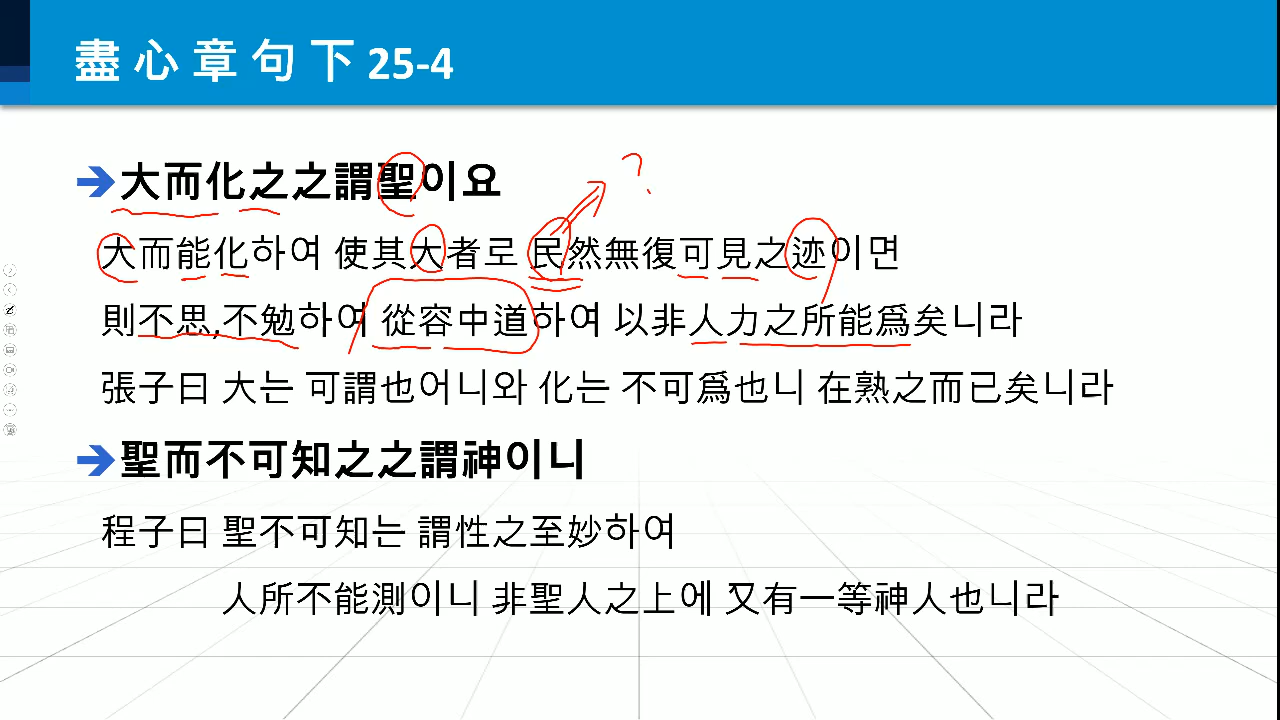 盡心章句下 25-4
大而化之之謂聖이요
?
大而能化하여 使其大者로 民然無復可見之迹이면
則不思,不勉하여 從容中道하여 以非人力之所能爲矣니라
張子曰 大는 可謂也어니와 化는 不可爲也니 在熟之而已矣니라
聖而不可知之之謂神이니
程子曰 聖不可知는 謂性之至妙하여
人所不能測이니 非聖人之上에 又有一等神人也니라